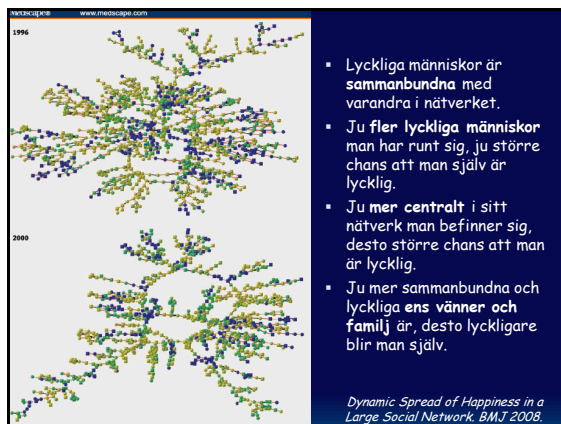 Medscape® www.medscape.com
1996
2000
▪ Lyckliga människor är
sammanbundna med
varandra i nätverket.
▪ Ju fler lyckliga människor
man har runt sig, ju större
chans att man själv är
lycklig.
▪ Ju mer centralt i sitt
nätverk man befinner sig,
desto större chans att man
är lycklig.
▪ Ju mer sammanbundna och
lyckliga ens vänner och
familj är, desto lyckligare
blir man själv.
Dynamic Spread of Happiness in a
Large Social Network. BMJ 2008.